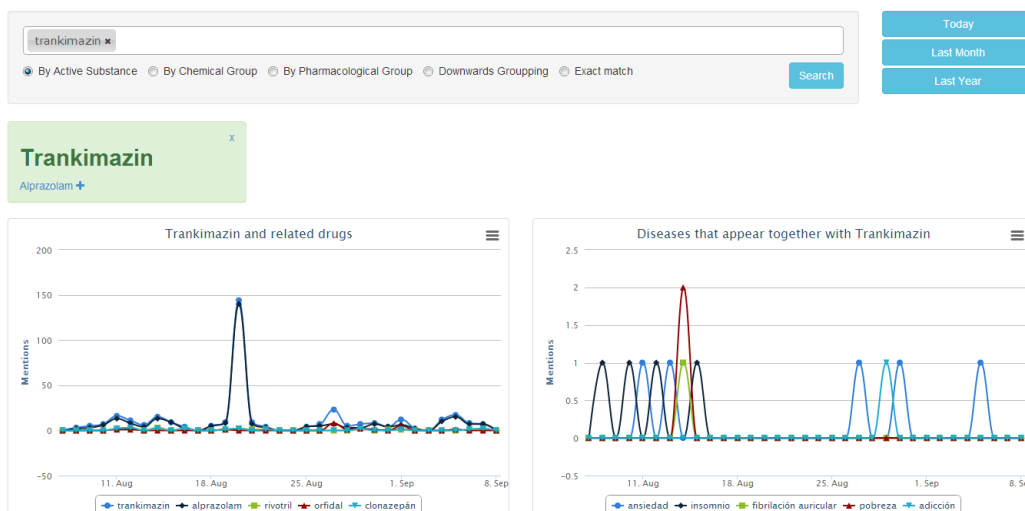 trankimazin ×
By Active Substance By Chemical Group By Pharmacological Group Downwards Groupping Exact match
Search
Today
Last Month
Last Year
x
Trankimazin
Alprazolam +
Trankimazin and related drugs
Mentions
200
150
100
50
0
−50
11. Aug 18. Aug 25. Aug 1. Sep 8. Sep
trankimazin alprazolam rivotril orfidal clonazepán
Diseases that appear together with Trankimazin
Mentions
2.5
2
1.5
1
0.5
0
−0.5
11. Aug 18. Aug 25. Aug 1. Sep 8. Se
ansiedad insomnio fibrilación auricular pobreza adicción